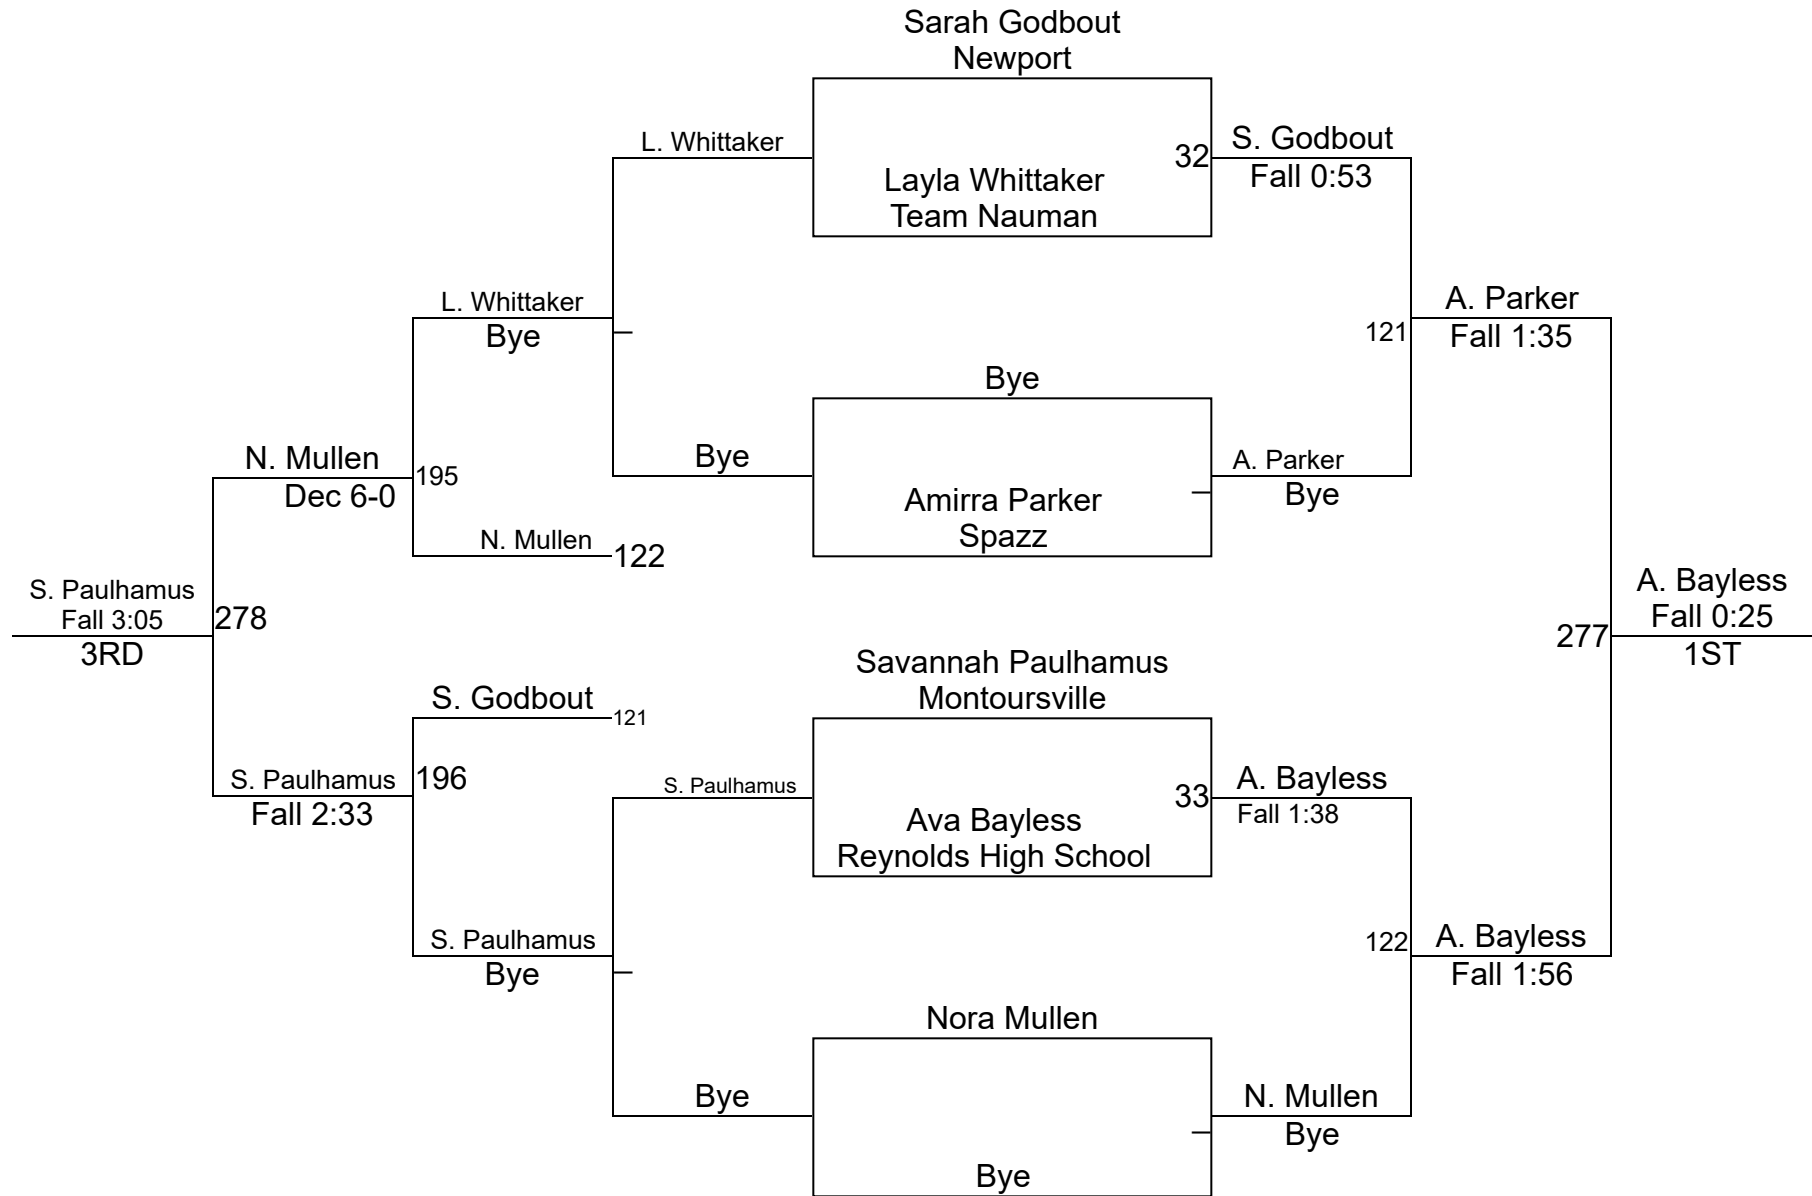 Sarah Godbout
Newport
L. Whittaker
32
S. Godbout
Fall 0:53
Layla Whittaker
Team Nauman
L. Whittaker
Bye
121
A. Parker
Fall 1:35
Bye
N. Mullen
Dec 6-0
195
Bye
A. Parker
Bye
Amirra Parker
Spazz
N. Mullen
122
S. Paulhamus
Fall 3:05
3RD
278
277
A. Bayless
Fall 0:25
1ST
Savannah Paulhamus
Montoursville
S. Godbout
121
S. Paulhamus
Fall 2:33
196
S. Paulhamus
33
A. Bayless
Fall 1:38
Ava Bayless
Reynolds High School
S. Paulhamus
Bye
122
A. Bayless
Fall 1:56
Nora Mullen
Bye
N. Mullen
Bye
Bye